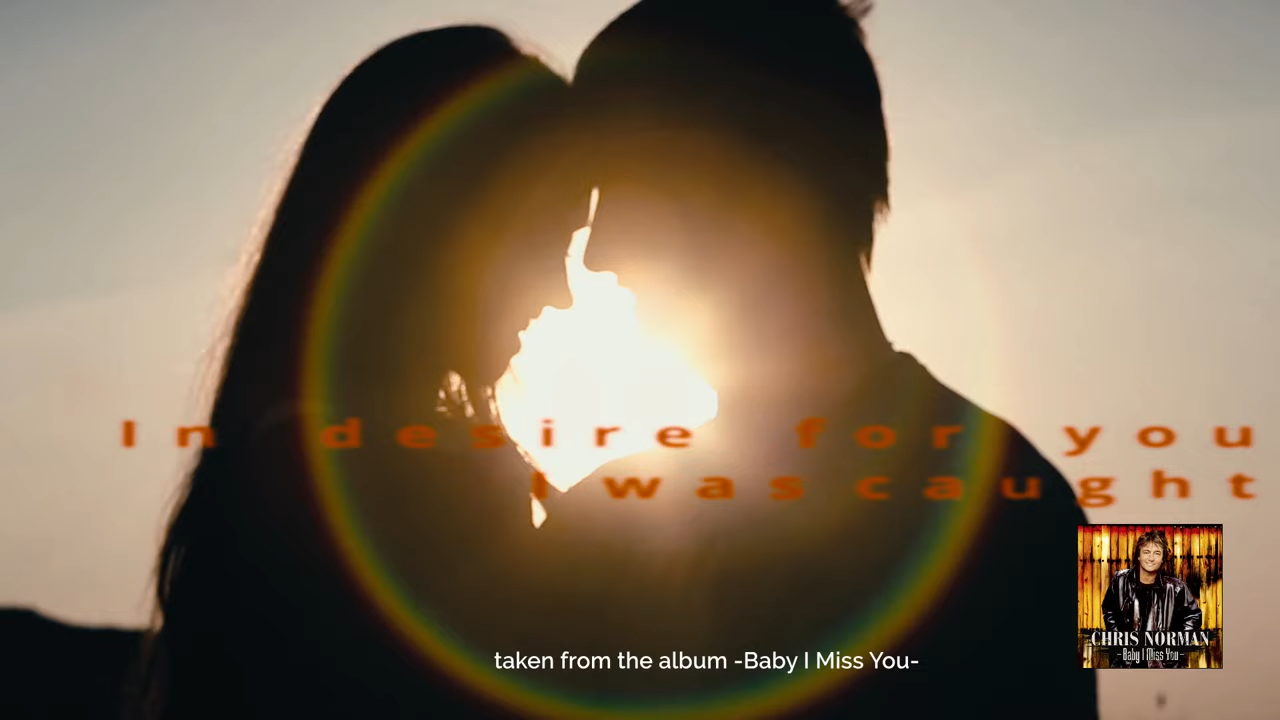 In desire for you
I was caught
CHRIS NORMAN
-Baby I Miss You-
taken from the album -Baby I Miss You-